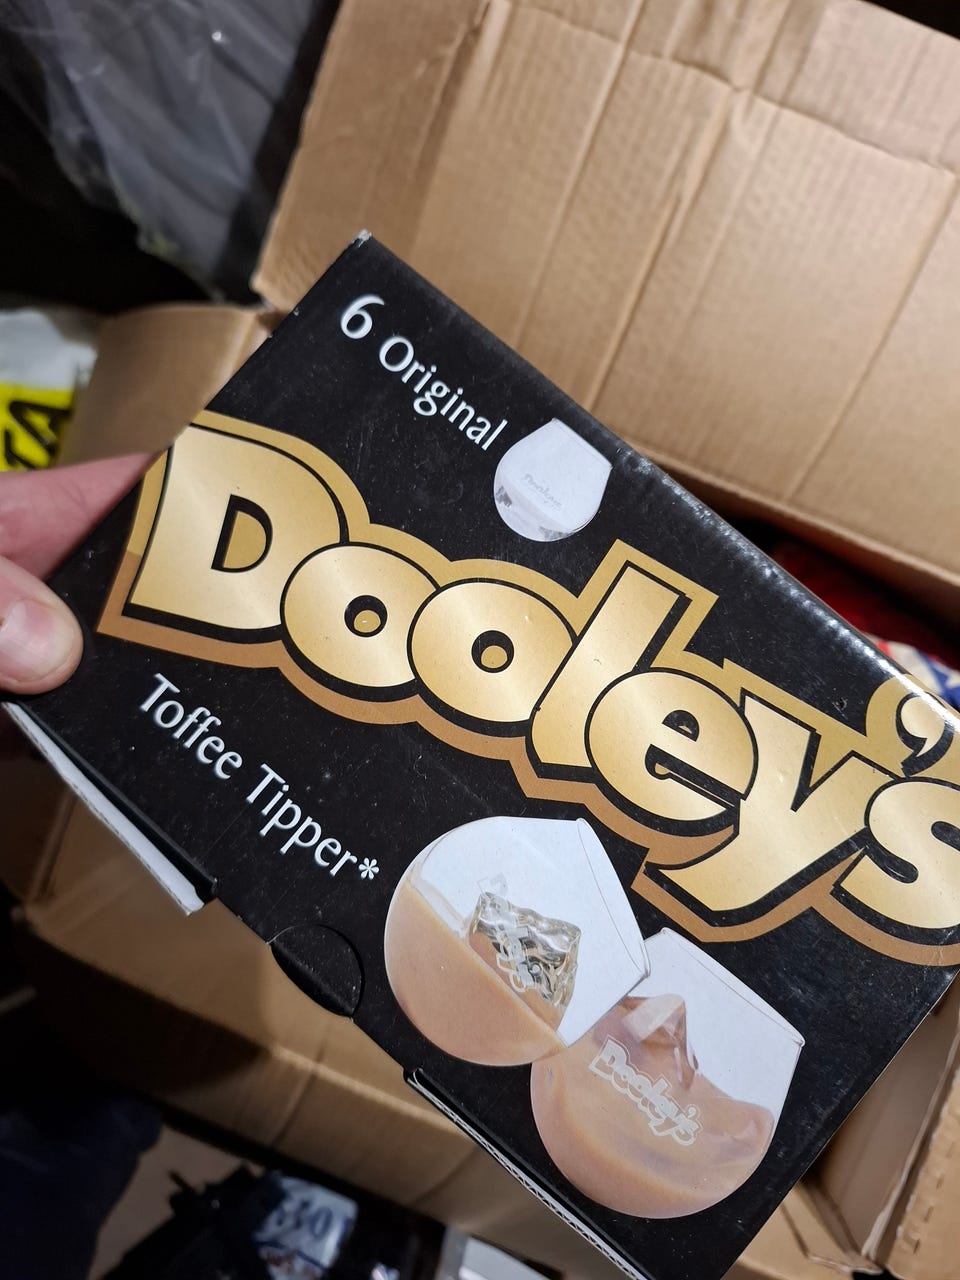 6 Original
Dooley's
Toffee Tipper*
Dooley's